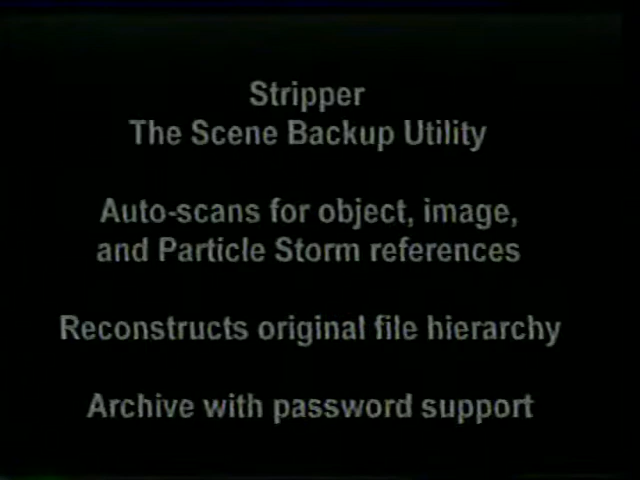 Stripper
The Scene Backup Utility
Auto-scans for object, image,
and Particle Storm references
Reconstructs original file hierarchy
Archive with password support